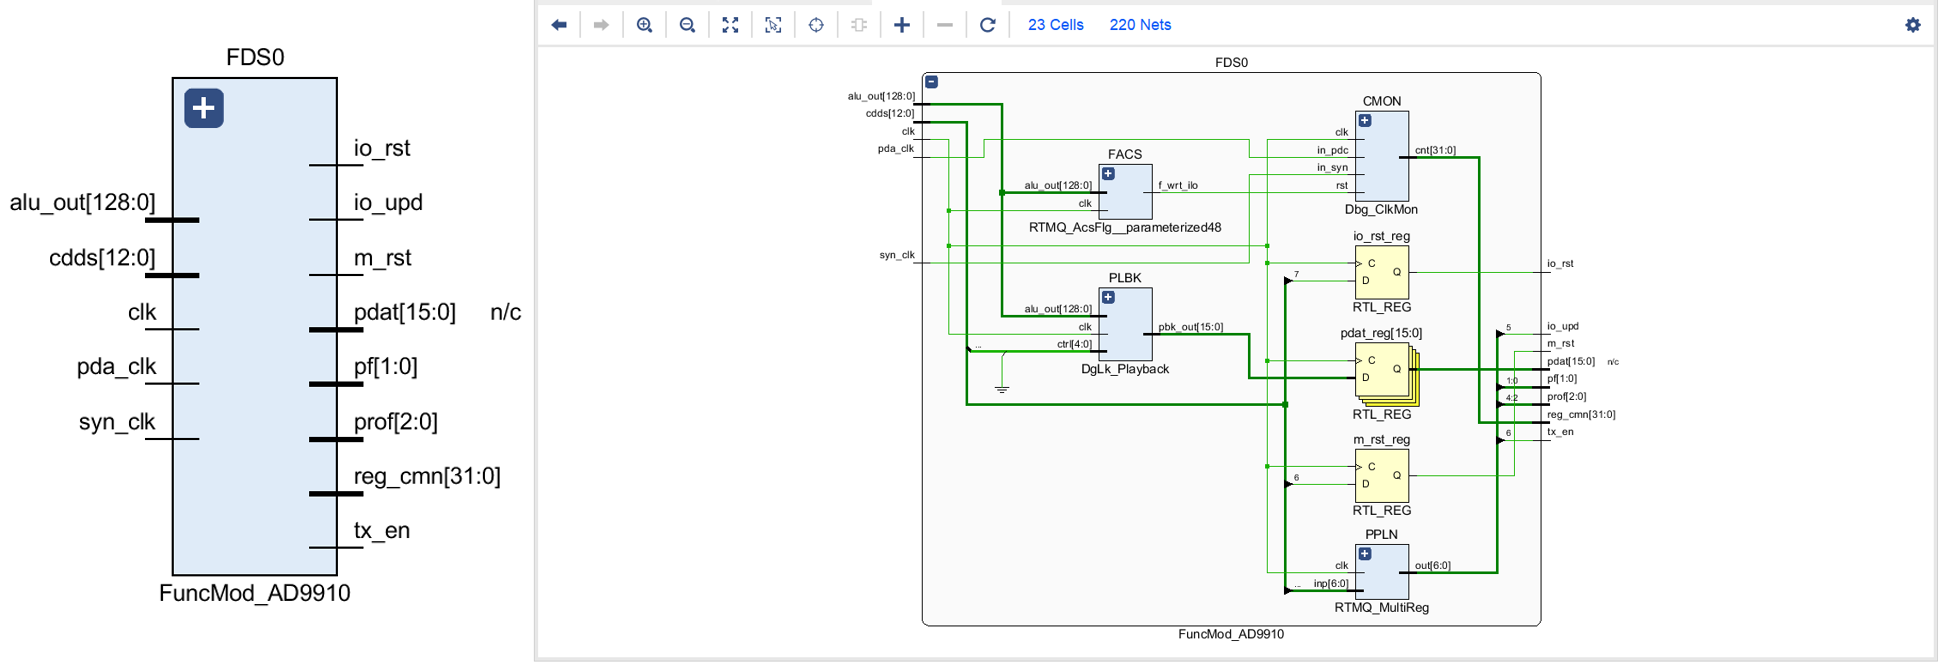 FDS0
io_rst
alu_out[128:0]
io_upd
cdds[12:0]
m_rst
clk
pdat[15:0] n/c
pda_clk
pf[1:0]
syn_clk
prof[2:0]
reg_cmn[31:0]
tx_en
FuncMod_AD9910
23 Cells 220 Nets
FDS0
alu_out[128:0]
cdds[12:0]
clk
pda_clk
syn_clk
FACS
alu_out[128:0]
clk
f_wrt_ilo
RTMQ_AcsFlg__parameterized48
PLBK
alu_out[128:0]
clk
...
ctrl[4:0]
pbk_out[15:0]
DgLk_Playback
CMON
clk
in_pdc
in_syn
rst
cnt[31:0]
Dbg_ClkMon
io_rst_reg
7
C
D
Q
RTL_REG
pdat_reg[15:0]
C
D
Q
RTL_REG
m_rst_reg
6
C
D
Q
RTL_REG
PPLN
clk
... inp[6:0]
out[6:0]
RTMQ_MultiReg
io_rst
5 io_upd
m_rst
pdat[15:0] n/c
1:0 pf[1:0]
4:2 prof[2:0]
reg_cmn[31:0]
6 tx_en
FuncMod_AD9910